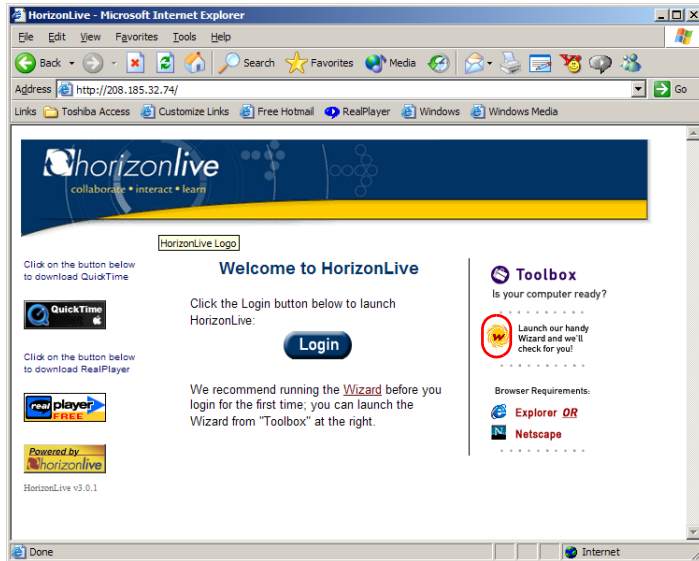 HorizonLive - Microsoft Internet Explorer
File Edit View Favorites Tools Help
Back Search Favorites Media
Address http://208.185.32.74/ Go
Links Toshiba Access Customize Links Free Hotmail RealPlayer Windows Windows Media
horizonlive
collaborate • interact • learn
HorizonLive Logo
Click on the button below
to download QuickTime
QuickTime
Click on the button below
to download RealPlayer
real player
FREE
Powered by
horizonlive
HorizonLive v3.0.1
Welcome to HorizonLive
Click the Login button below to launch
HorizonLive:
Login
We recommend running the Wizard before you
login for the first time; you can launch the
Wizard from "Toolbox" at the right.
Toolbox
Is your computer ready?
W
Launch our handy
Wizard and we'll
check for you!
Browser Requirements:
Explorer OR
N
Netscape
Done Internet